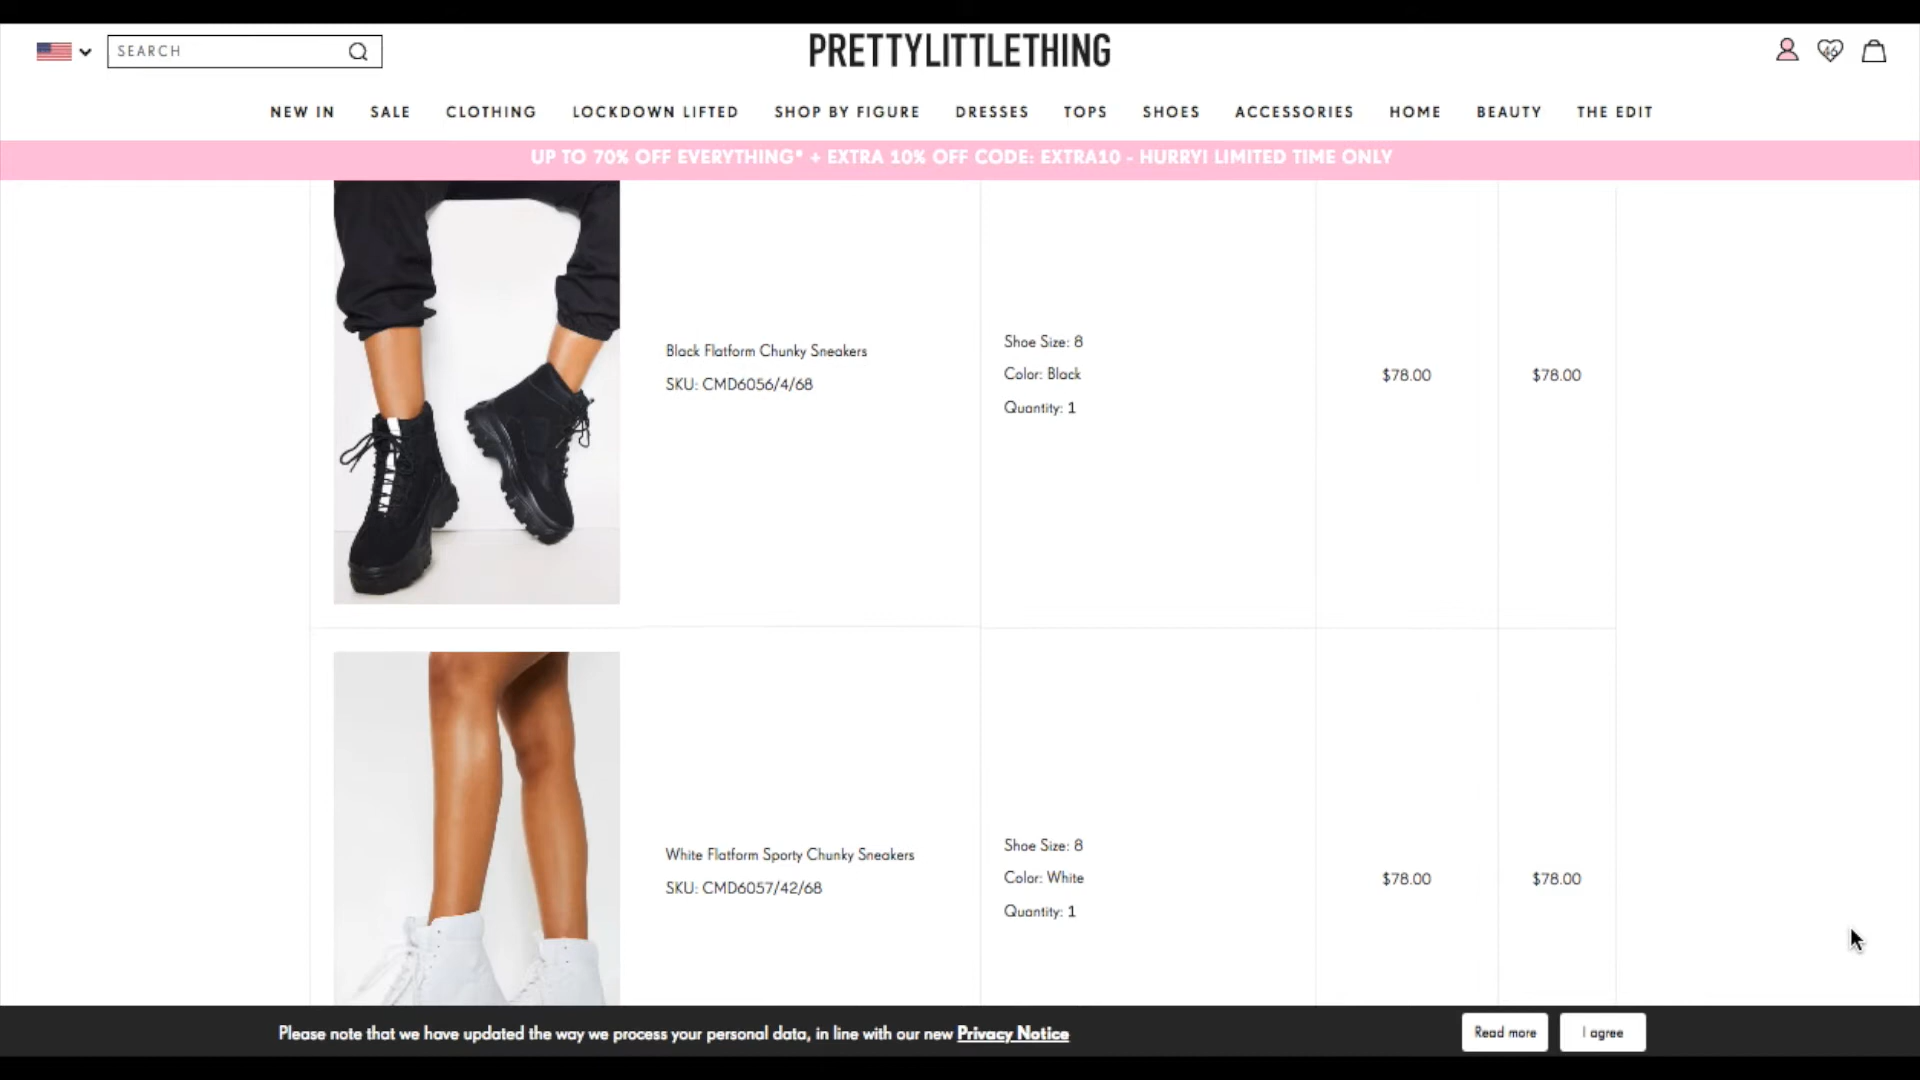 SEARCH
PRETTYLITTLETHING
46
NEW IN SALE CLOTHING LOCKDOWN LIFTED SHOP BY FIGURE DRESSES TOPS SHOES ACCESSORIES HOME BEAUTY THE EDIT
UP TO 70% OFF EVERYTHING* + EXTRA 10% OFF CODE: EXTRA10 - HURRY! LIMITED TIME ONLY
Black Flatform Chunky Sneakers
SKU: CMD6056/4/68
Shoe Size: 8
Color: Black
Quantity: 1
$78.00
$78.00
White Flatform Sporty Chunky Sneakers
SKU: CMD6057/42/68
Shoe Size: 8
Color: White
Quantity: 1
$78.00
$78.00
Please note that we have updated the way we process your personal data, in line with our new Privacy Notice
Read more
I agree